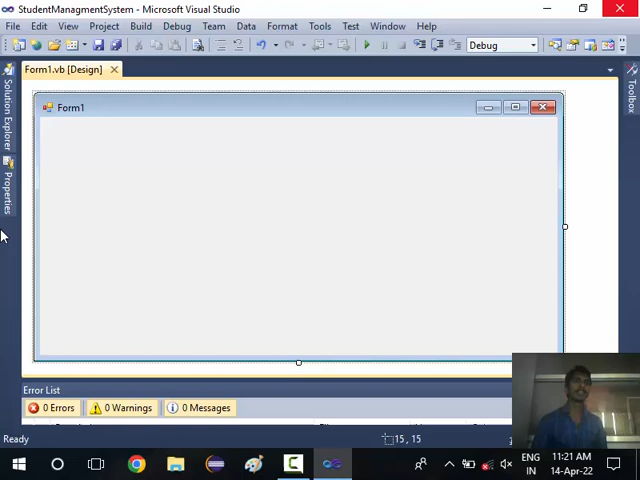 StudentManagmentSystem - Microsoft Visual Studio
File Edit View Project Build Debug Team Data Format Tools Test Window Help
Debug
Form1.vb [Design]
Form1
Solution Explorer
Properties
Toolbox
Error List
0 Errors 0 Warnings 0 Messages
Ready 15 , 15
ENG 11:21 AM
IN 14-Apr-22